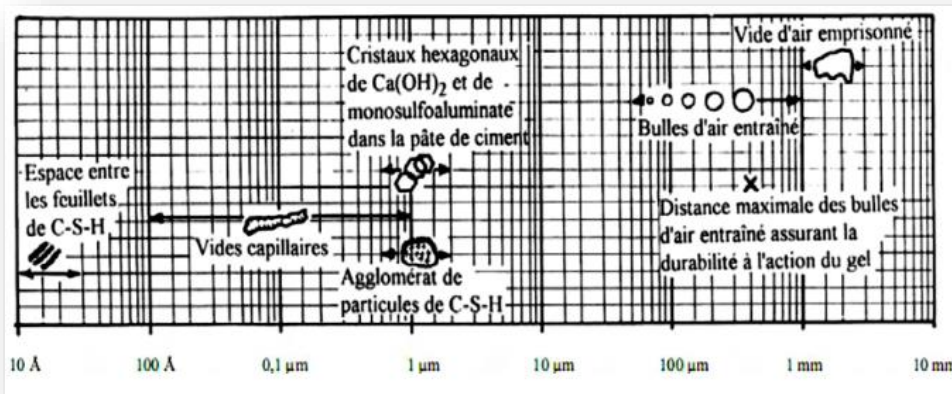 Vide d'air emprisonné
Cristaux hexagonaux
de Ca(OH)₂ et de
monosulfoaluminate
dans la pâte de ciment
Bulles d'air entraîné
Espace entre
les feuillets
de C-S-H
Vides capillaires
Distance maximale des bulles
d'air entraîné assurant la
durabilité à l'action du gel
Agglomérat de
particules de C-S-H
10 Å 100 Å 0,1 µm 1 µm 10 µm 100 µm 1 mm 10 mm